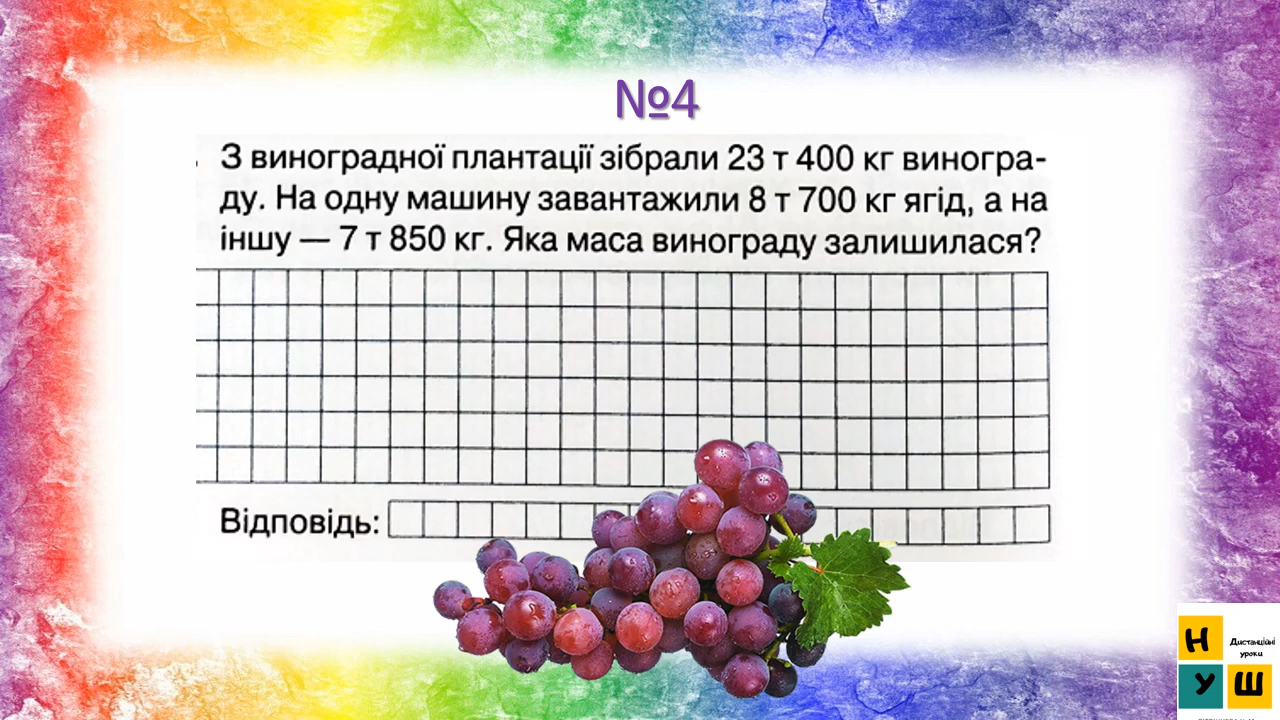 №4
З виноградної плантації зібрали 23 т 400 кг виногра-
ду. На одну машину завантажили 8 т 700 кг ягід, а на
іншу — 7 т 850 кг. Яка маса винограду залишилася?
Відповідь:
Н
Дистанційні
уроки
У Ш